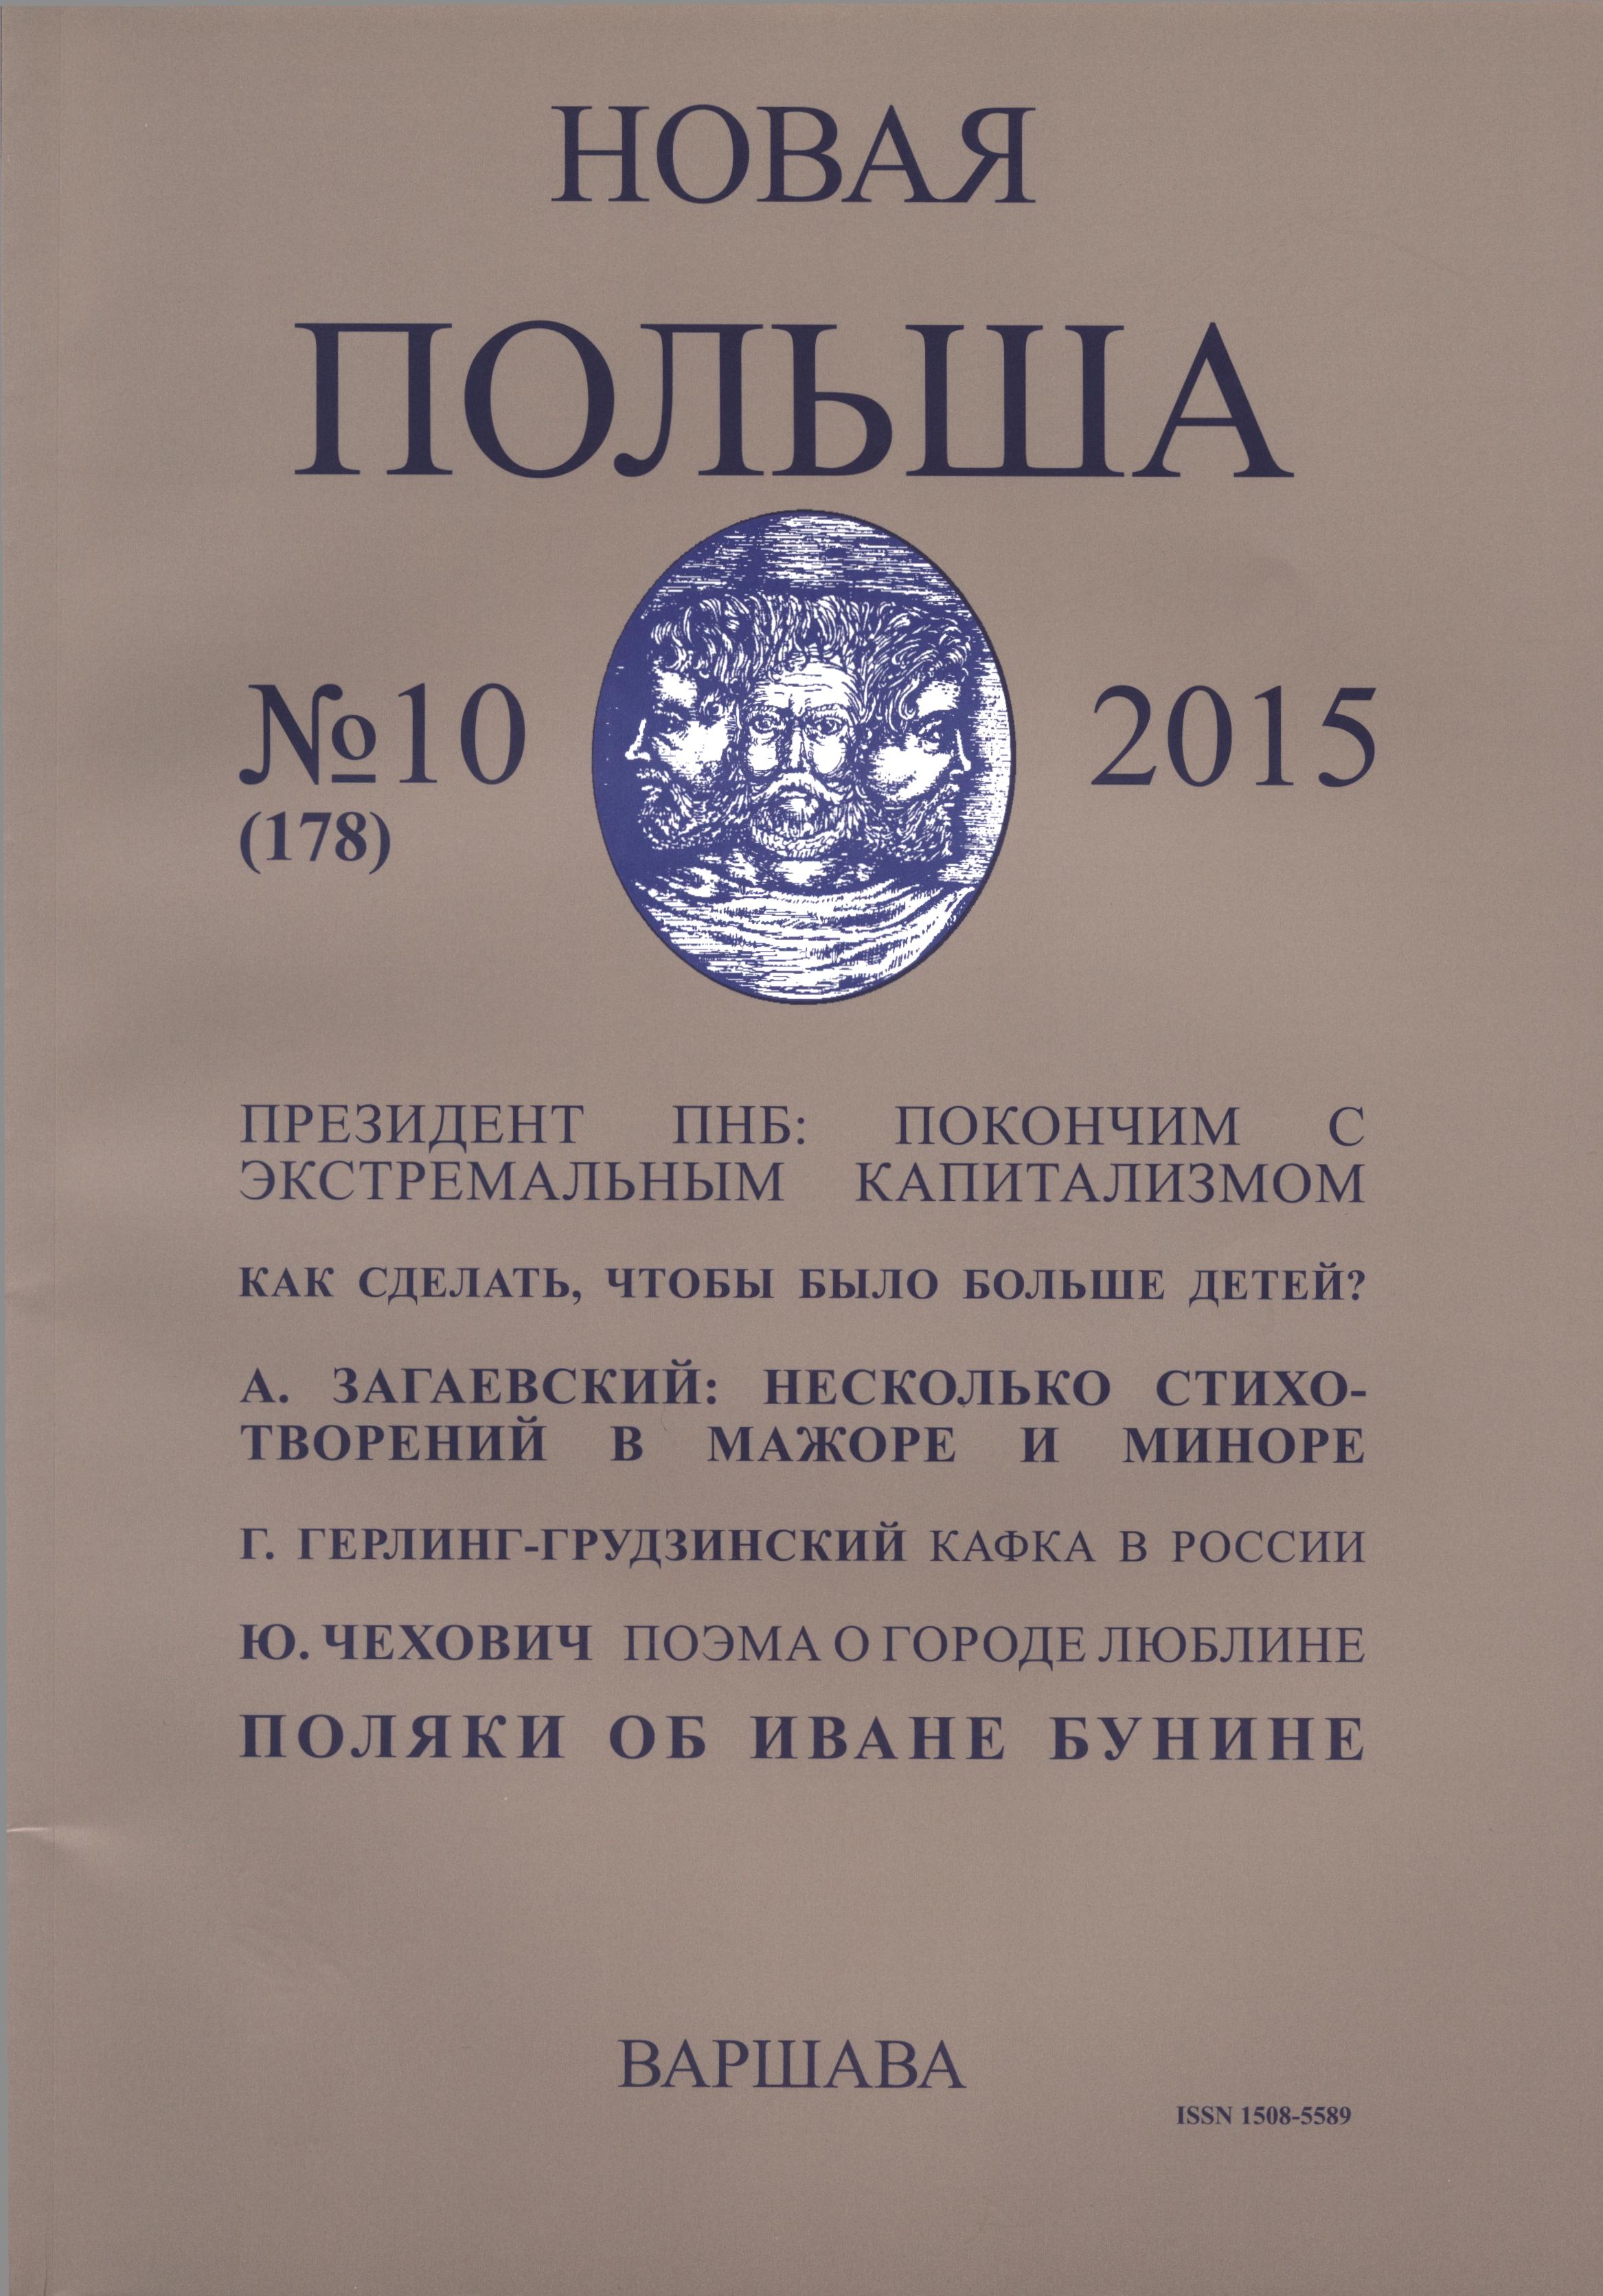 НОВАЯ
ПОЛЬША
№10
2015
(178)
ПРЕЗИДЕНТ ПНБ: ПОКОНЧИМ С
ЭКСТРЕМАЛЬНЫМ КАПИТАЛИЗМОМ
КАК СДЕЛАТЬ, ЧТОБЫ БЫЛО БОЛЬШЕ ДЕТЕЙ?
А. ЗАГАЕВСКИЙ: НЕСКОЛЬКО СТИХО-
ТВОРЕНИЙ В МАЖОРЕ И МИНОРЕ
Г. ГЕРЛИНГ-ГРУДЗИНСКИЙ КАФКА В РОССИИ
Ю. ЧЕХОВИЧ ПОЭМА О ГОРОДЕ ЛЮБЛИНЕ
ПОЛЯКИ ОБ ИВАНЕ БУНИНЕ
ВАРШАВА
ISSN 1508-5589